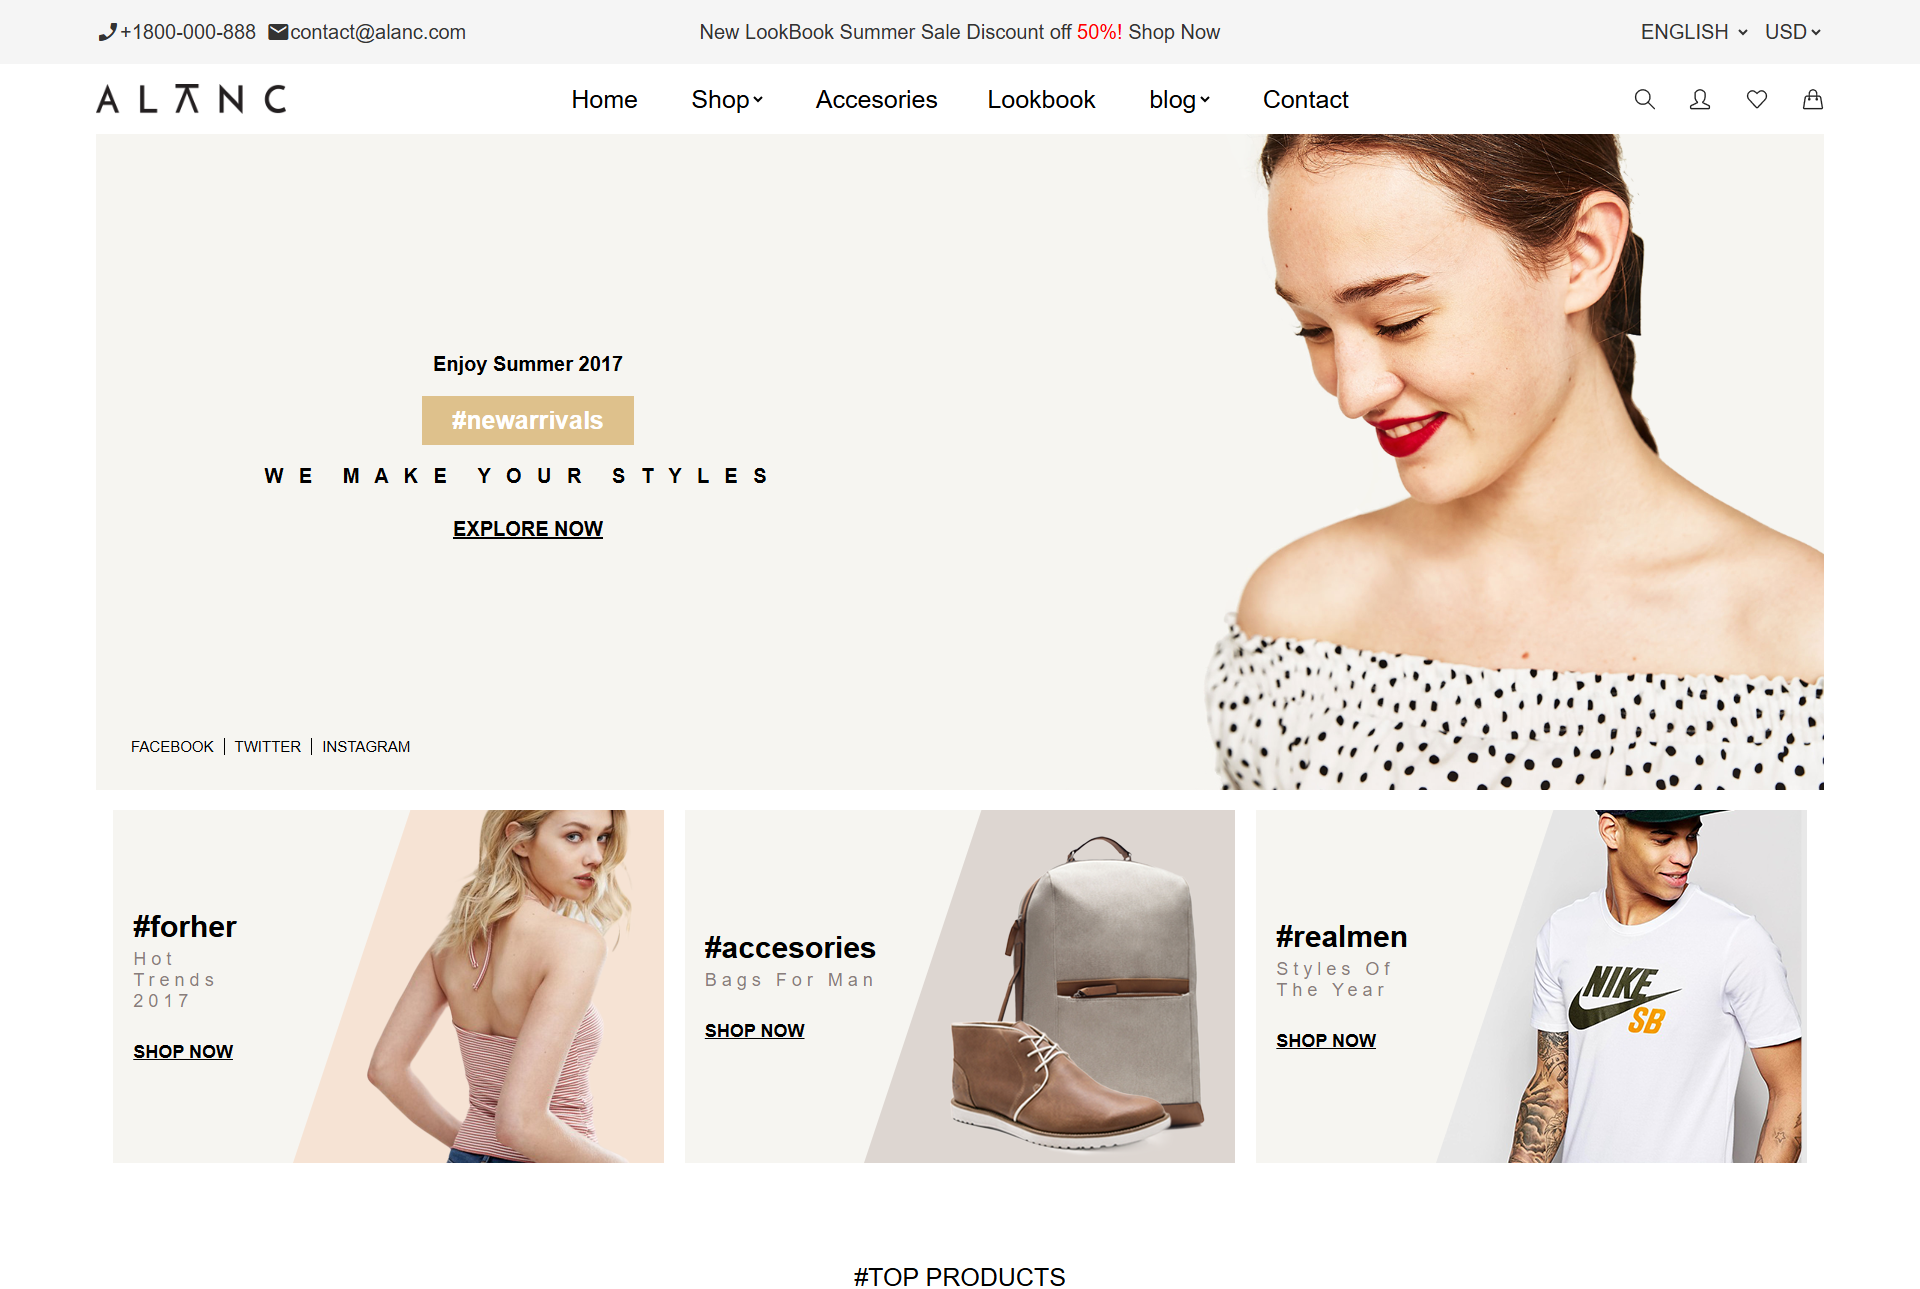 +1800-000-888 contact@alanc.com New LookBook Summer Sale Discount off 50%! Shop Now ENGLISH USD
ALANC Home Shop Accesories Lookbook blog Contact
Enjoy Summer 2017
#newarrivals
WE MAKE YOUR STYLES
EXPLORE NOW
FACEBOOK | TWITTER | INSTAGRAM
#forher
Hot
Trends
2017
SHOP NOW
#accesories
Bags For Man
SHOP NOW
#realmen
Styles Of
The Year
SHOP NOW
NIKE
SB
#TOP PRODUCTS